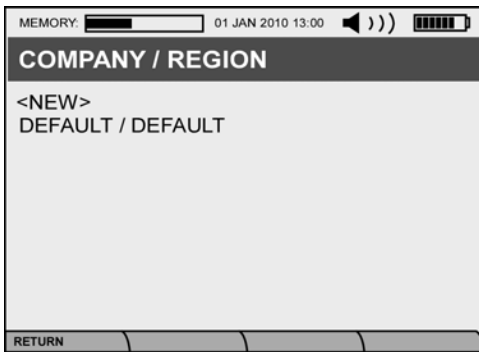 MEMORY: 01 JAN 2010 13:00
COMPANY / REGION
<NEW>
DEFAULT / DEFAULT
RETURN